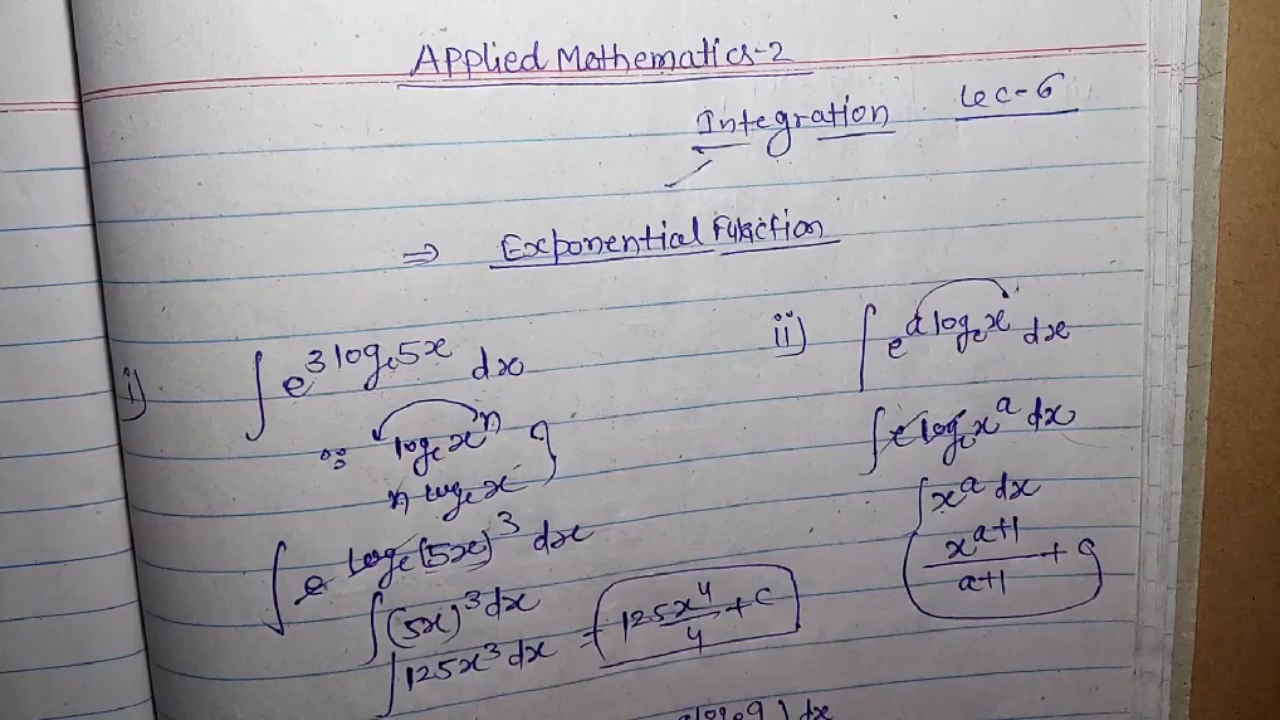 Applied Mathematics-2
Integration Lec-6
⇒ Exponential Function
i) ∫ e^{3 log_e 5x} dx
∵ log_e x^n
n log_e x }
∫ e^{log_e (5x)^3} dx
∫ (5x)^3 dx
∫ 125x^3 dx = 125x^4/4 + c
ii) ∫ e^{a log_e x} dx
∫ e^{log_e x^a} dx
∫ x^a dx
x^{a+1}/a+1 + c
dx